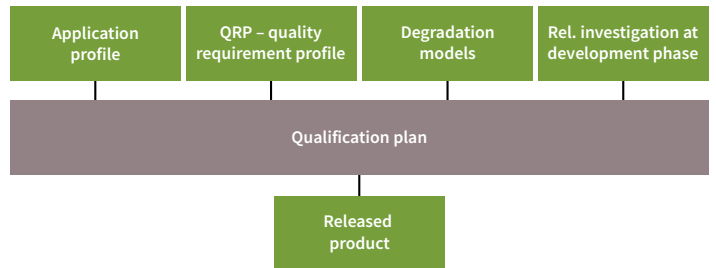 Application
profile
QRP – quality
requirement profile
Degradation
models
Rel. investigation at
development phase
Qualification plan
Released
product